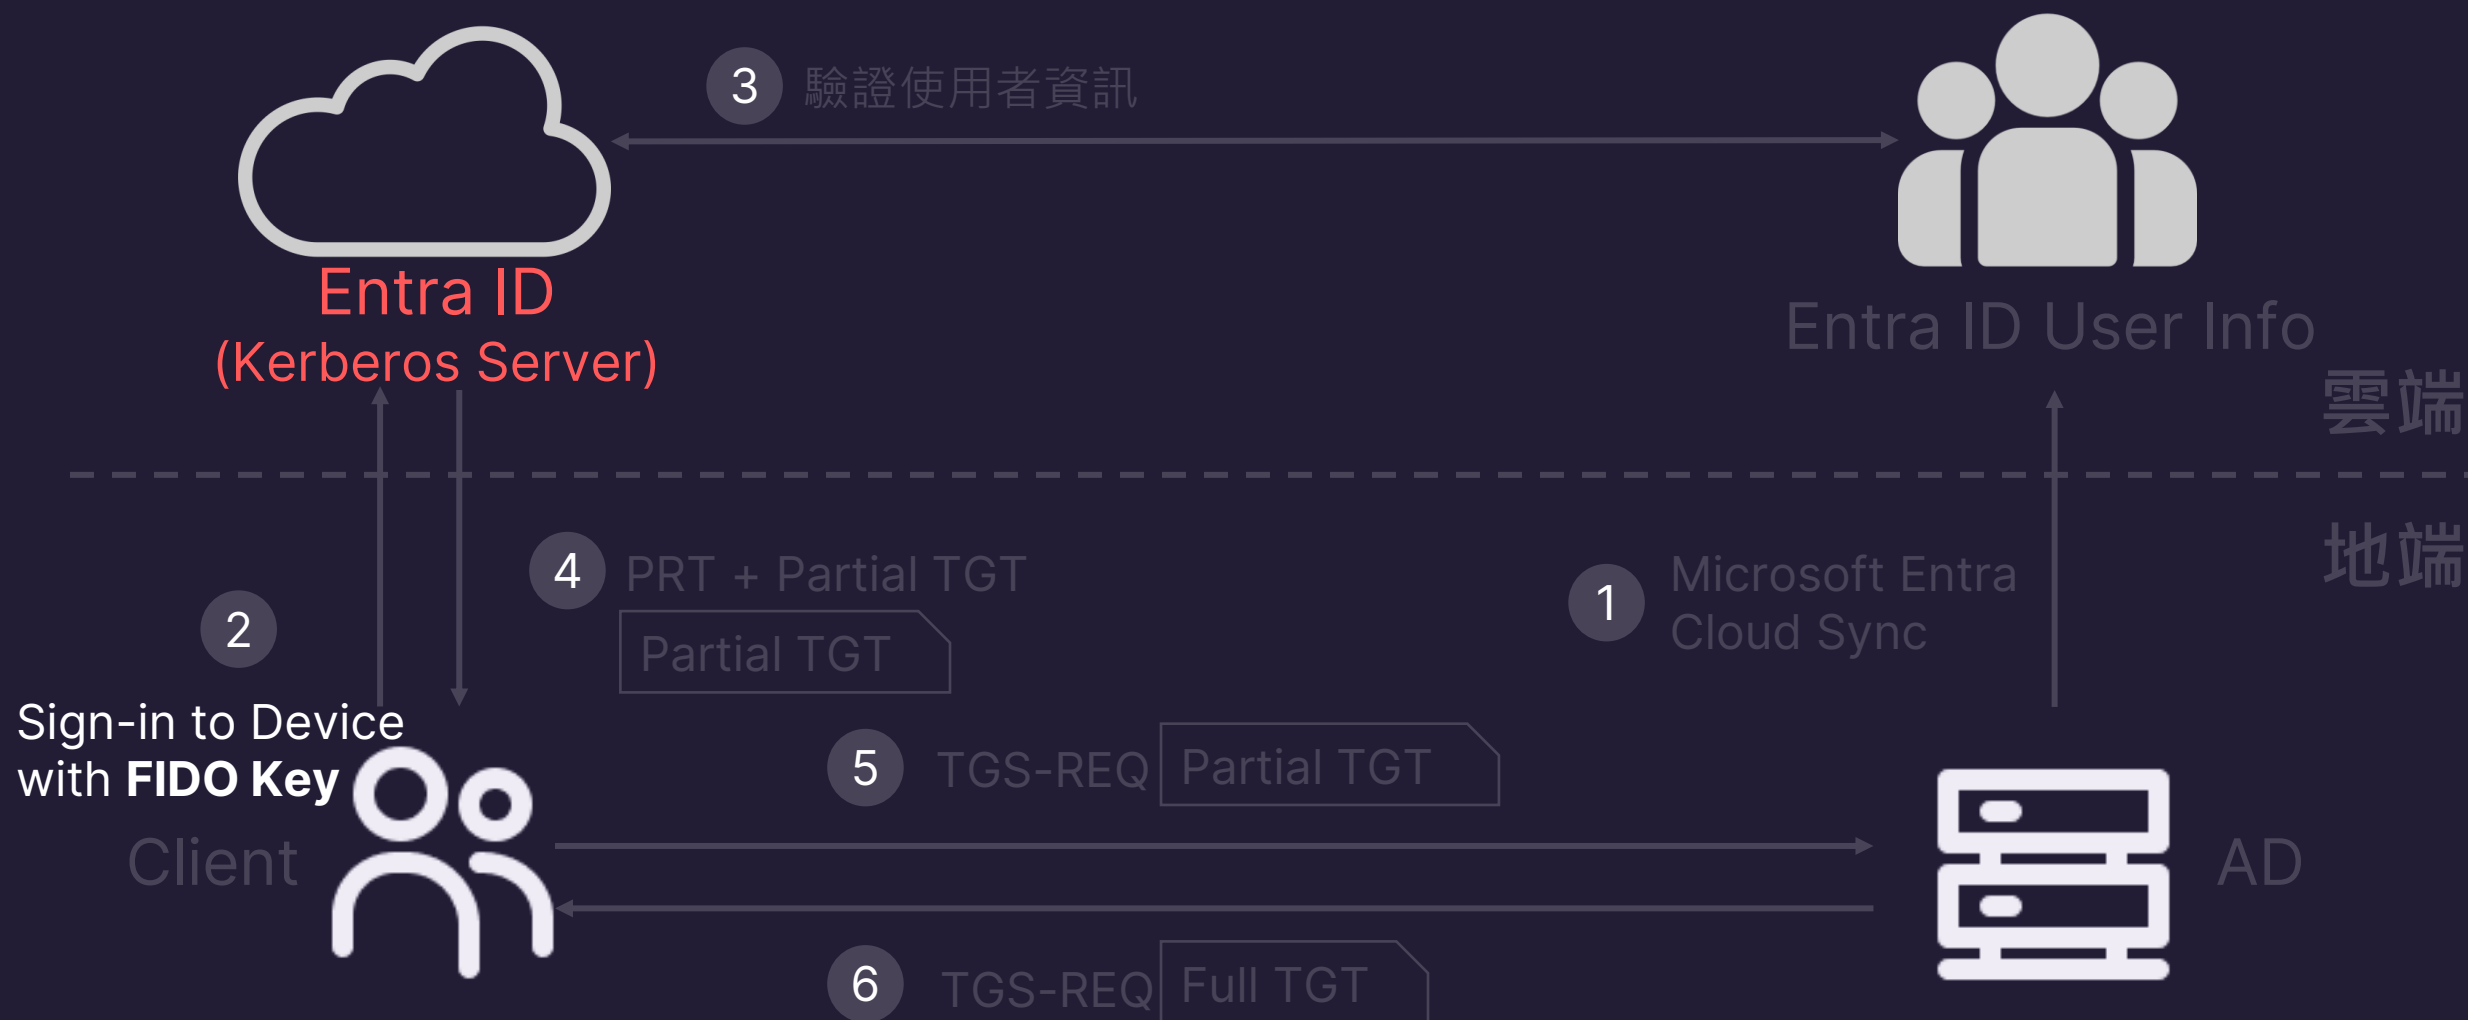 3 驗證使用者資訊
Entra ID
(Kerberos Server)
Entra ID User Info
雲端
地端
4 PRT + Partial TGT
Partial TGT
1 Microsoft Entra
Cloud Sync
2
Sign-in to Device
with FIDO Key
Client
5 TGS-REQ Partial TGT
AD
6 TGS-REQ Full TGT